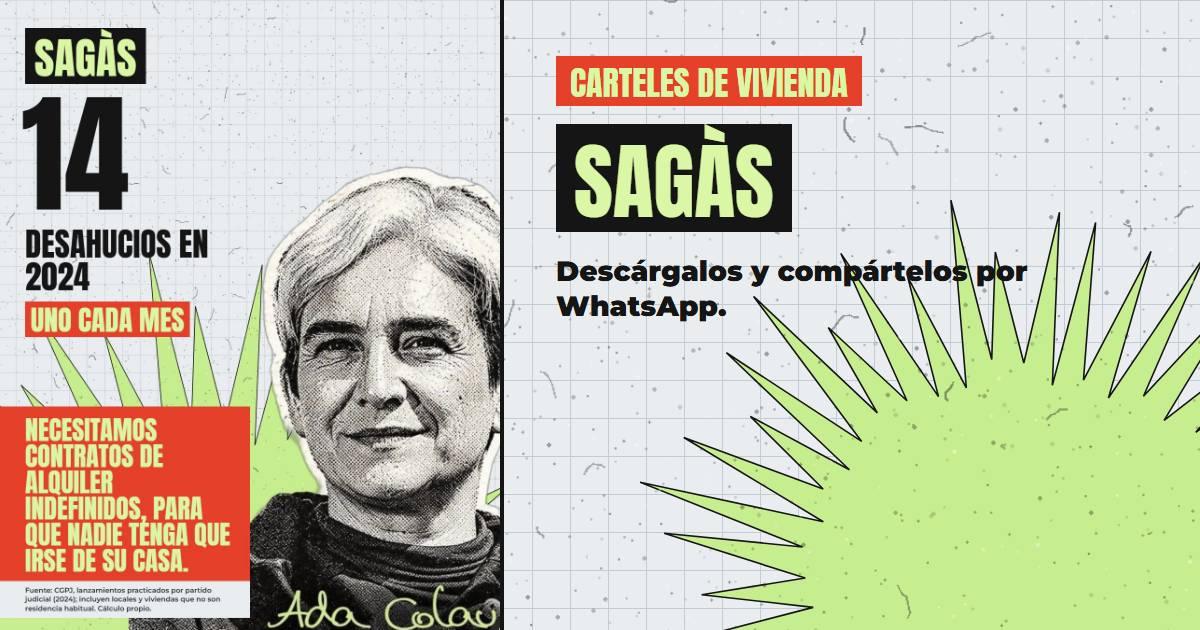 SAGÀS
14
DESAHUCIOS EN
2024
UNO CADA MES
NECESITAMOS
CONTRATOS DE
ALQUILER
INDEFINIDOS, PARA
QUE NADIE TENGA QUE
IRSE DE SU CASA.
Fuente: CGPJ, lanzamientos practicados por partido
judicial (2024); incluyen locales y viviendas que no son
residencia habitual. Cálculo propio.
Ada Colau
CARTELES DE VIVIENDA
SAGÀS
Descárgalos y compártelos por
WhatsApp.